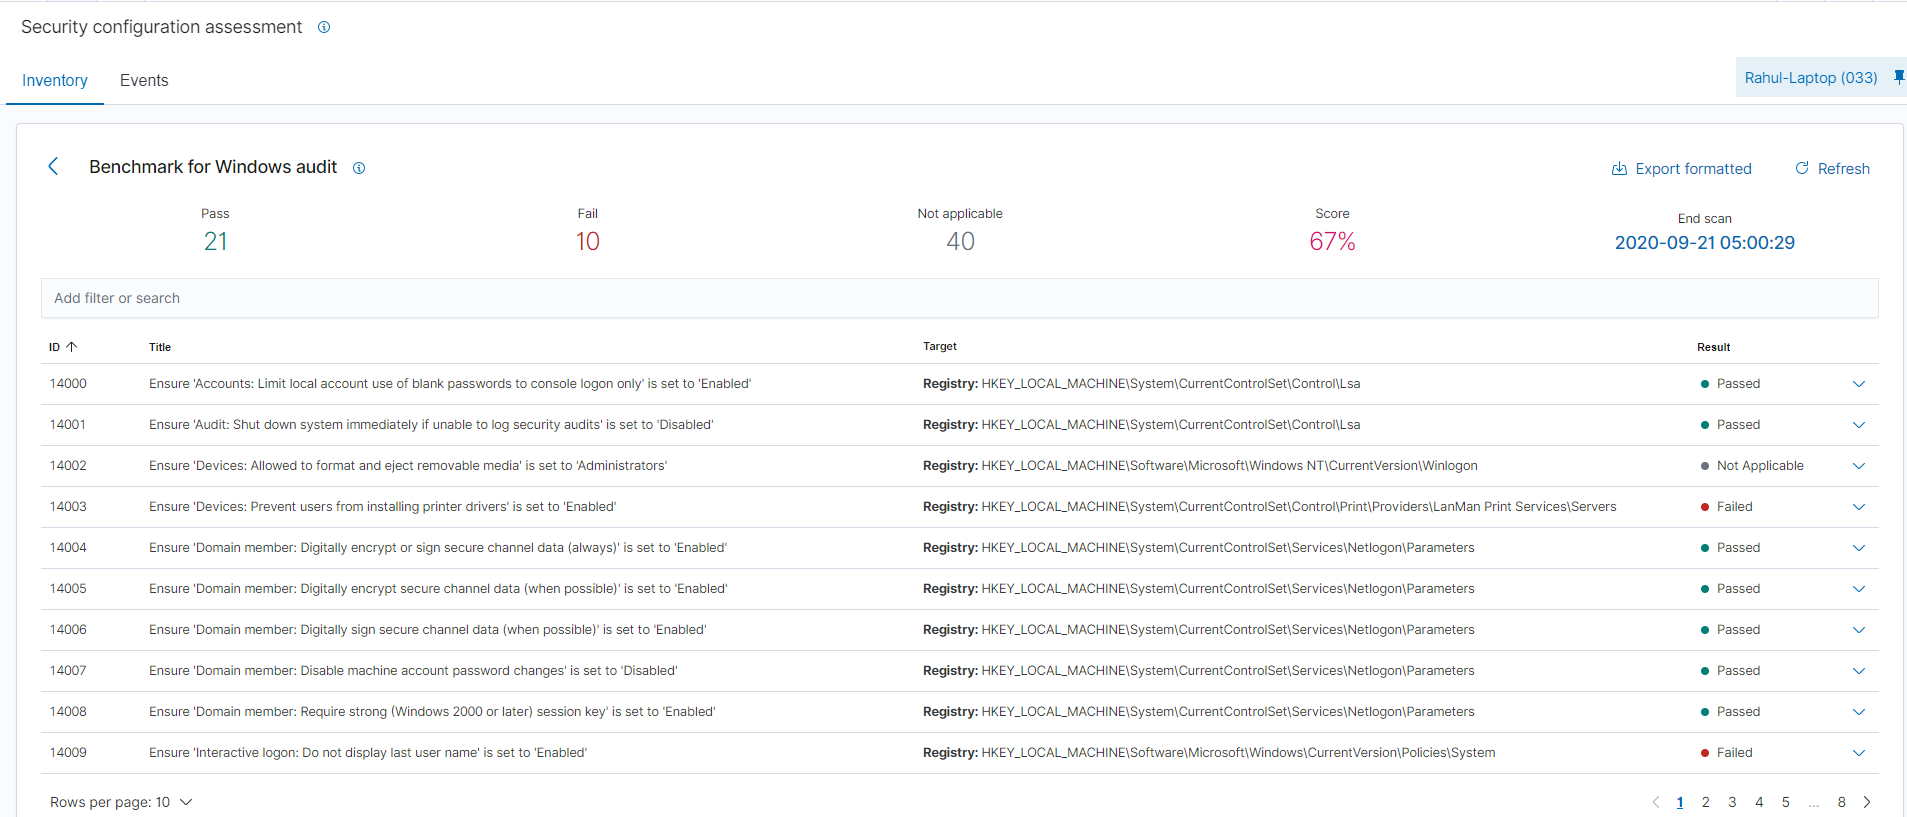 Security configuration assessment
Inventory Events
Rahul-Laptop (033)
Benchmark for Windows audit
Export formatted Refresh
Pass Fail Not applicable Score End scan
21 10 40 67% 2020-09-21 05:00:29
Add filter or search
ID Title Target Result
14000 Ensure 'Accounts: Limit local account use of blank passwords to console logon only' is set to 'Enabled' Registry: HKEY_LOCAL_MACHINE\System\CurrentControlSet\Control\Lsa Passed
14001 Ensure 'Audit: Shut down system immediately if unable to log security audits' is set to 'Disabled' Registry: HKEY_LOCAL_MACHINE\System\CurrentControlSet\Control\Lsa Passed
14002 Ensure 'Devices: Allowed to format and eject removable media' is set to 'Administrators' Registry: HKEY_LOCAL_MACHINE\Software\Microsoft\Windows NT\CurrentVersion\Winlogon Not Applicable
14003 Ensure 'Devices: Prevent users from installing printer drivers' is set to 'Enabled' Registry: HKEY_LOCAL_MACHINE\System\CurrentControlSet\Control\Print\Providers\LanMan Print Services\Servers Failed
14004 Ensure 'Domain member: Digitally encrypt or sign secure channel data (always)' is set to 'Enabled' Registry: HKEY_LOCAL_MACHINE\System\CurrentControlSet\Services\Netlogon\Parameters Passed
14005 Ensure 'Domain member: Digitally encrypt secure channel data (when possible)' is set to 'Enabled' Registry: HKEY_LOCAL_MACHINE\System\CurrentControlSet\Services\Netlogon\Parameters Passed
14006 Ensure 'Domain member: Digitally sign secure channel data (when possible)' is set to 'Enabled' Registry: HKEY_LOCAL_MACHINE\System\CurrentControlSet\Services\Netlogon\Parameters Passed
14007 Ensure 'Domain member: Disable machine account password changes' is set to 'Disabled' Registry: HKEY_LOCAL_MACHINE\System\CurrentControlSet\Services\Netlogon\Parameters Passed
14008 Ensure 'Domain member: Require strong (Windows 2000 or later) session key' is set to 'Enabled' Registry: HKEY_LOCAL_MACHINE\System\CurrentControlSet\Services\Netlogon\Parameters Passed
14009 Ensure 'Interactive logon: Do not display last user name' is set to 'Enabled' Registry: HKEY_LOCAL_MACHINE\Software\Microsoft\Windows\CurrentVersion\Policies\System Failed
Rows per page: 10 1 2 3 4 5 ... 8